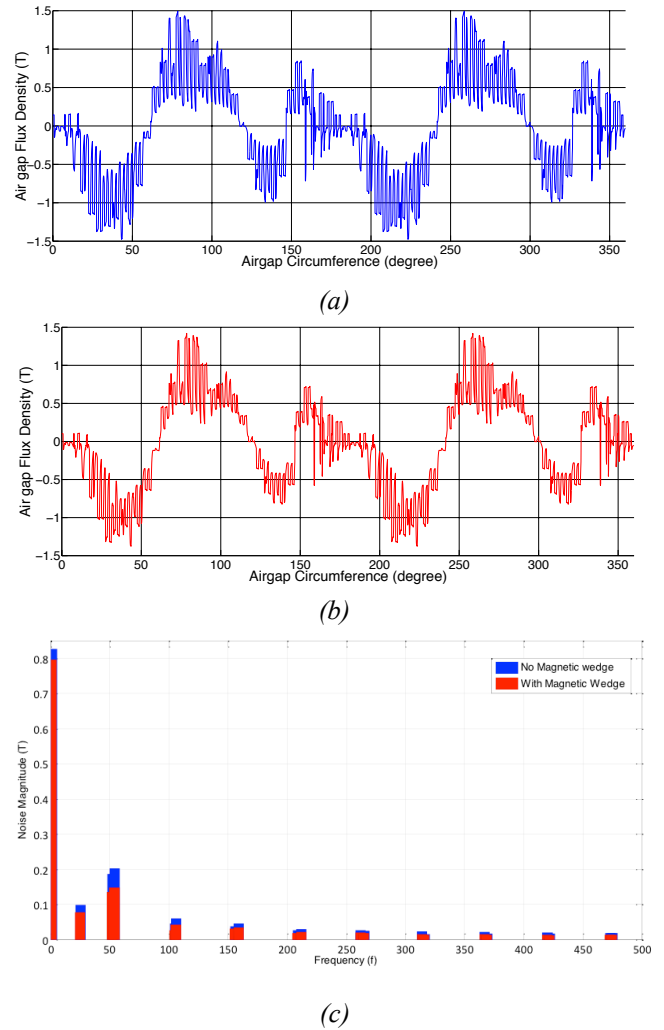 1.5
1
0.5
0
−0.5
−1
−1.5
Air gap Flux Density (T)
0 50 100 150 200 250 300 350
Airgap Circumference (degree)
(a)
1.5
1
0.5
0
−0.5
−1
−1.5
Air gap Flux Density (T)
0 50 100 150 200 250 300 350
Airgap Circumference (degree)
(b)
No Magnetic wedge
With Magnetic Wedge
0.8
0.7
0.6
0.5
0.4
0.3
0.2
0.1
0
Noise Magnitude (T)
0 50 100 150 200 250 300 350 400 450 500
Frequency (f)
(c)